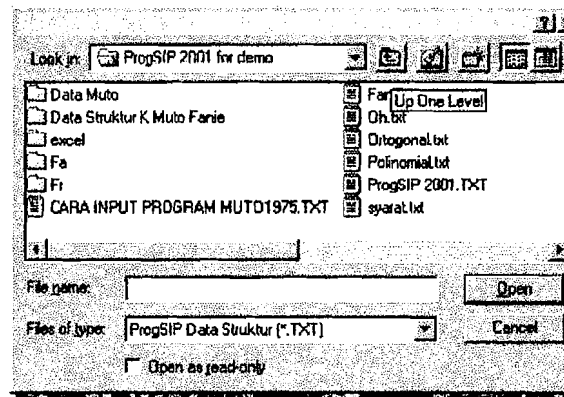 Look in: ProgSIP 2001 for demo
Data Muto
Data Struktur K Muto Fanie
excel
Fa
Fr
CARA INPUT PROGRAM MUTO1975.TXT
Up One Level
Oh.txt
Ortogonal.txt
Polinomial.txt
ProgSIP 2001.TXT
syarat.txt
File name:
Open
Files of type: ProgSIP Data Struktur (*.TXT)
Cancel
Open as read-only